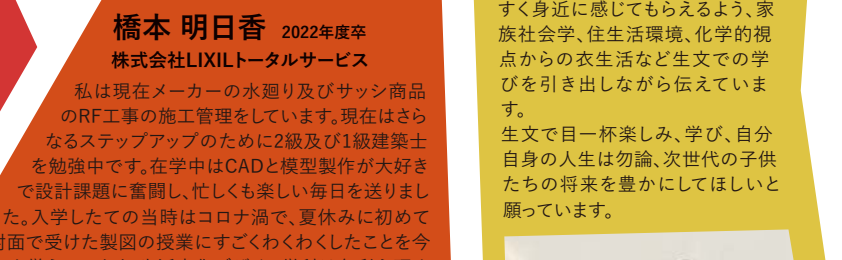 橋本 明日香 2022年度卒
株式会社LIXILトータルサービス
私は現在メーカーの水廻り及びサッシ商品
のRF工事の施工管理をしています。現在はさら
なるステップアップのために2級及び1級建築士
を勉強中です。在学中はCADと模型製作が大好き
で設計課題に奮闘し、忙しくも楽しい毎日を送りまし
た。入学したての当時はコロナ渦で、夏休みに初めて
対面で受けた製図の授業にすごくわくわくしたことを今
すく身近に感じてもらえるよう、家
族社会学、住生活環境、化学的視
点からの衣生活など生文での学
びを引き出しながら伝えていま
す。
生文で目一杯楽しみ、学び、自分
自身の人生は勿論、次世代の子供
たちの将来を豊かにしてほしいと
願っています。